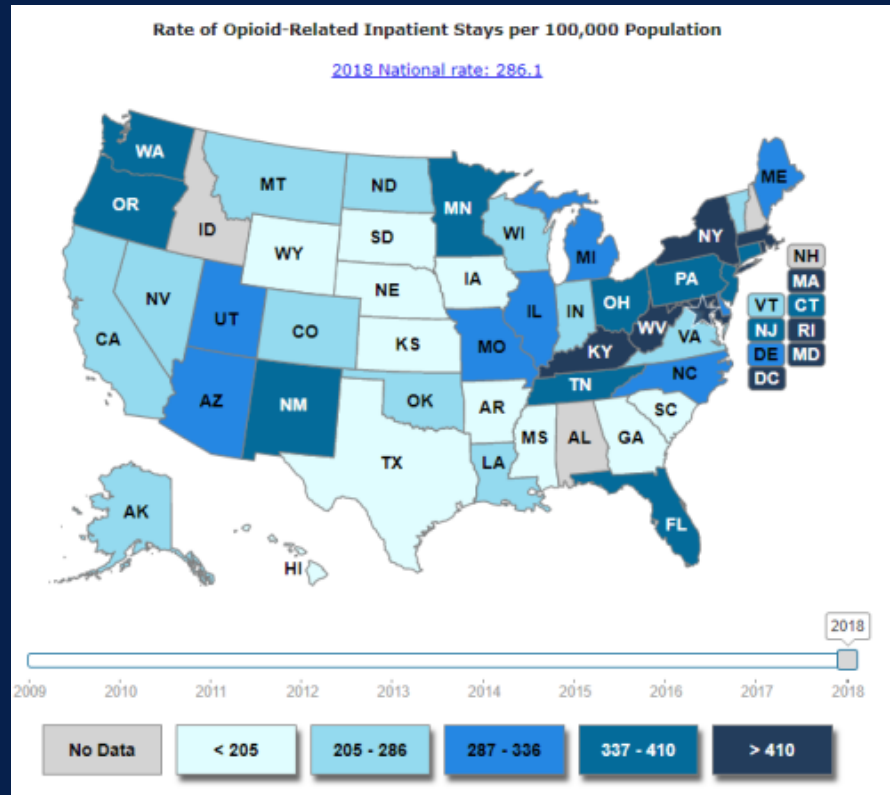 Rate of Opioid-Related Inpatient Stays per 100,000 Population
2018 National rate: 286.1
WA
MT
ND
MN
ME
OR
ID
SD
WI
NY
WY
MI
NH
IA
PA
MA
NE
VT
CT
NV
OH
IL
IN
NJ
RI
UT
CO
WV
VA
CA
KS
MO
KY
DE
MD
NC
DC
TN
AZ
NM
OK
AR
SC
MS
AL
GA
TX
LA
AK
FL
HI
2018
2009 2010 2011 2012 2013 2014 2015 2016 2017 2018
No Data < 205 205 - 286 287 - 336 337 - 410 > 410